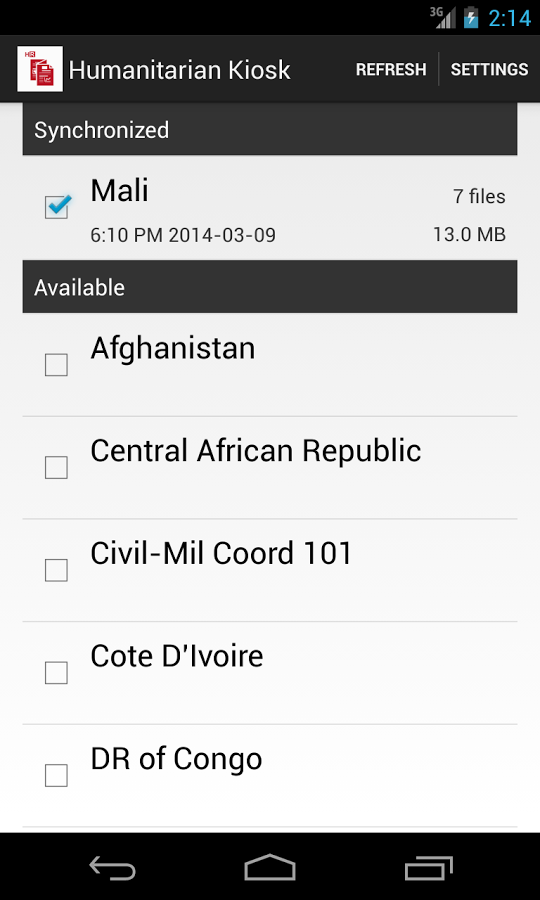 3G 2:14
HR Humanitarian Kiosk REFRESH SETTINGS
Synchronized
Mali 7 files
6:10 PM 2014-03-09 13.0 MB
Available
Afghanistan
Central African Republic
Civil-Mil Coord 101
Cote D'Ivoire
DR of Congo